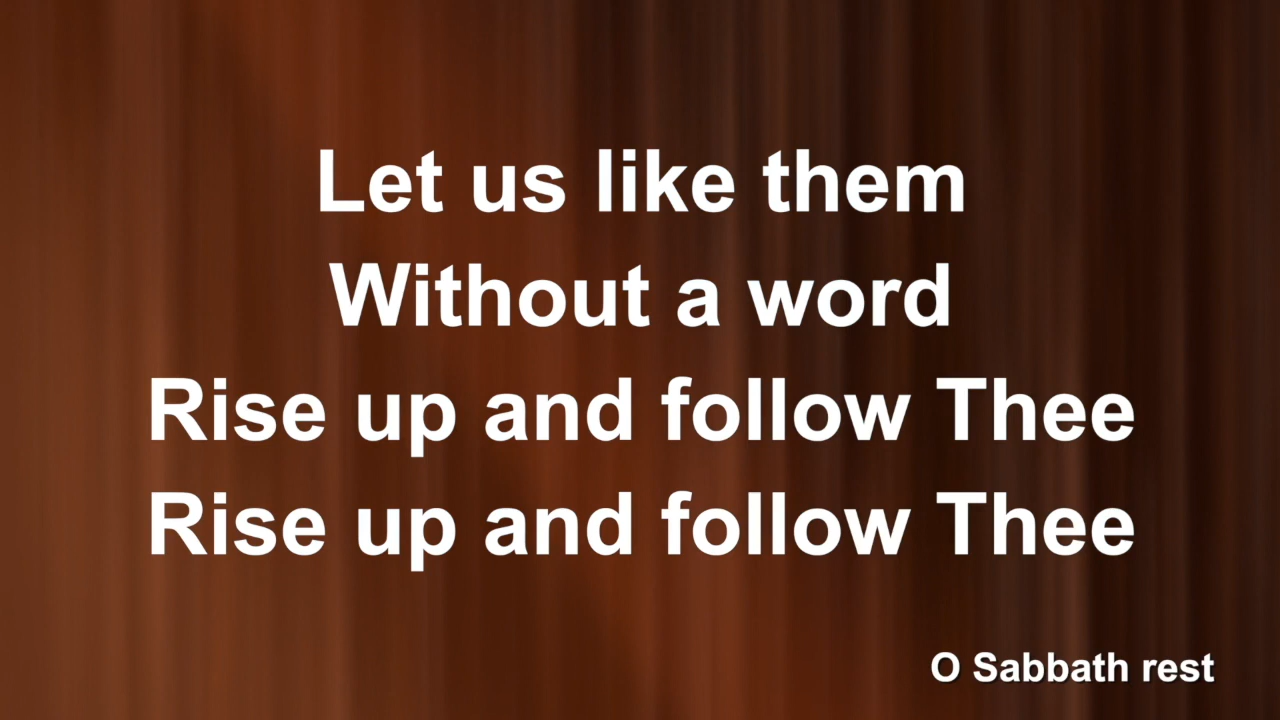 Let us like them
Without a word
Rise up and follow Thee
Rise up and follow Thee
O Sabbath rest